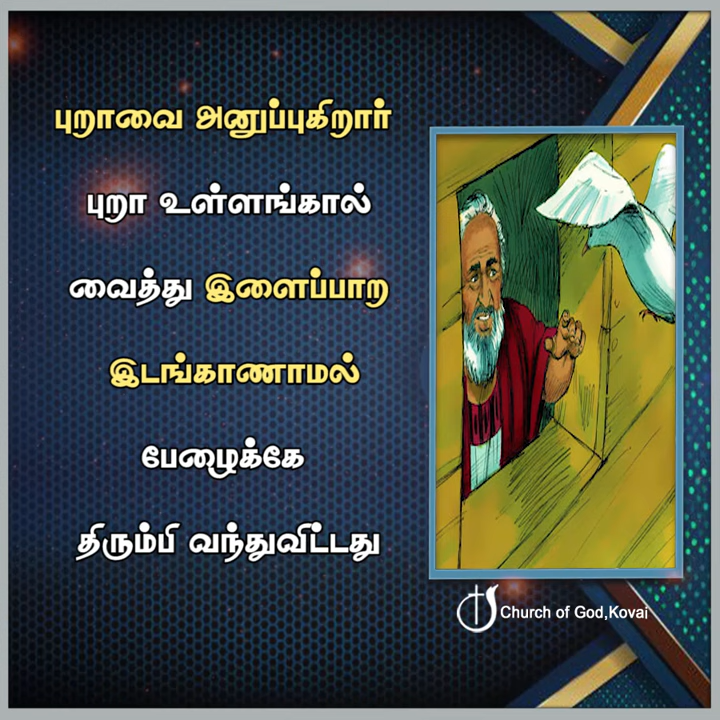 புறாவை அனுப்புகிறார்
புறா உள்ளங்கால்
வைத்து இளைப்பாற
இடங்காணாமல்
பேழைக்கே
திரும்பி வந்துவிட்டது
Church of God,Kovai